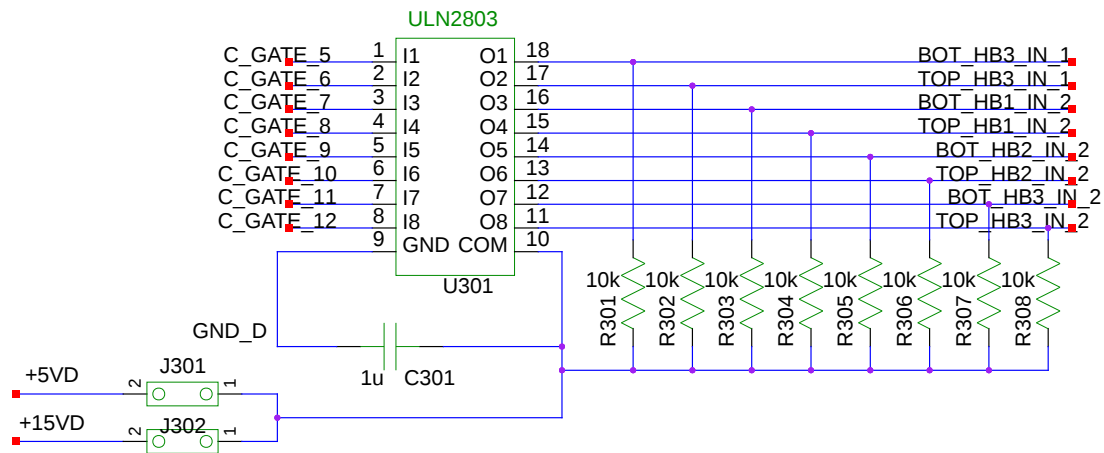 ULN2803
C_GATE_5 1 I1 O1 18 BOT_HB3_IN_1
C_GATE_6 2 I2 O2 17 TOP_HB3_IN_1
C_GATE_7 3 I3 O3 16 BOT_HB1_IN_2
C_GATE_8 4 I4 O4 15 TOP_HB1_IN_2
C_GATE_9 5 I5 O5 14 BOT_HB2_IN_2
C_GATE_10 6 I6 O6 13 TOP_HB2_IN_2
C_GATE_11 7 I7 O7 12 BOT_HB3_IN_2
C_GATE_12 8 I8 O8 11 TOP_HB3_IN_2
9 GND COM 10
U301
10k 10k 10k 10k 10k 10k 10k 10k
R301 R302 R303 R304 R305 R306 R307 R308
GND_D
1u C301
+5VD 2 J301 1
+15VD 2 J302 1